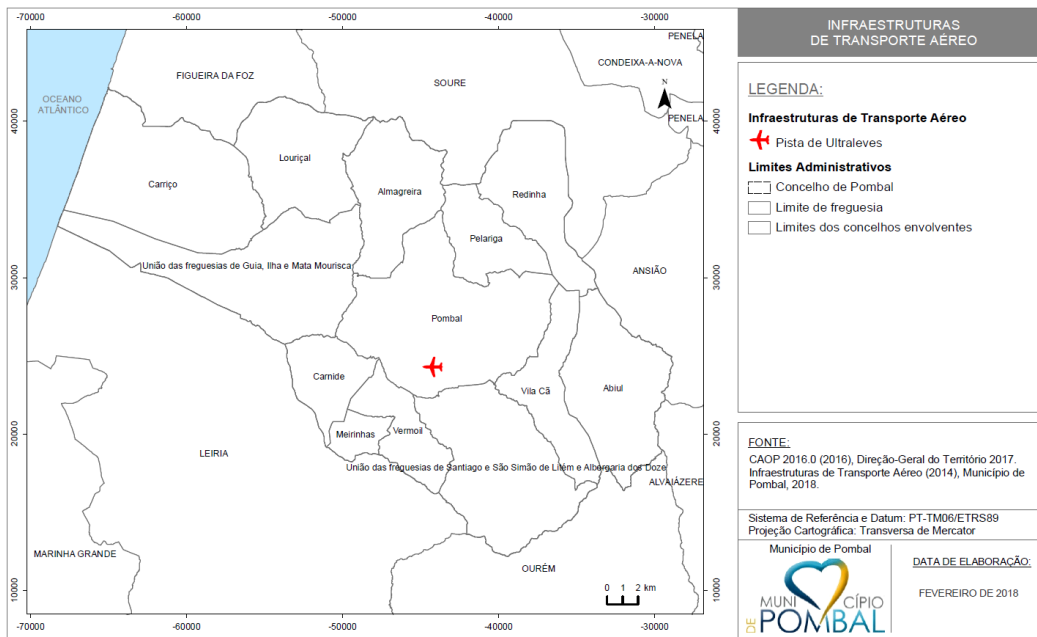 -70000
-60000
-50000
-40000
-30000
PENELA
CONDEIXA-A-NOVA
FIGUEIRA DA FOZ
SOURE
OCEANO
ATLÂNTICO
N
PENELA
40000
40000
Louriçal
Carriço
Almagreira
Redinha
Pelariga
União das freguesias de Guia, Ilha e Mata Mourisca
ANSIÃO
30000
30000
Pombal
Carnide
Vila Cã
Abiul
Meirinhas
Vermoil
20000
20000
LEIRIA
União das freguesias de Santiago e São Simão de Litém e Albergaria dos Doze
ALVAIÁZERE
MARINHA GRANDE
OURÉM
0 1 2 km
10000
10000
-70000
-60000
-50000
-40000
-30000
INFRAESTRUTURAS
DE TRANSPORTE AÉREO
LEGENDA:
Infraestruturas de Transporte Aéreo
Pista de Ultraleves
Limites Administrativos
Concelho de Pombal
Limite de freguesia
Limites dos concelhos envolventes
FONTE:
CAOP 2016.0 (2016), Direção-Geral do Território 2017.
Infraestruturas de Transporte Aéreo (2014), Município de
Pombal, 2018.
Sistema de Referência e Datum: PT-TM06/ETRS89
Projeção Cartográfica: Transversa de Mercator
Município de Pombal
MUNI CÍPIO
DE POMBAL
DATA DE ELABORAÇÃO:
FEVEREIRO DE 2018